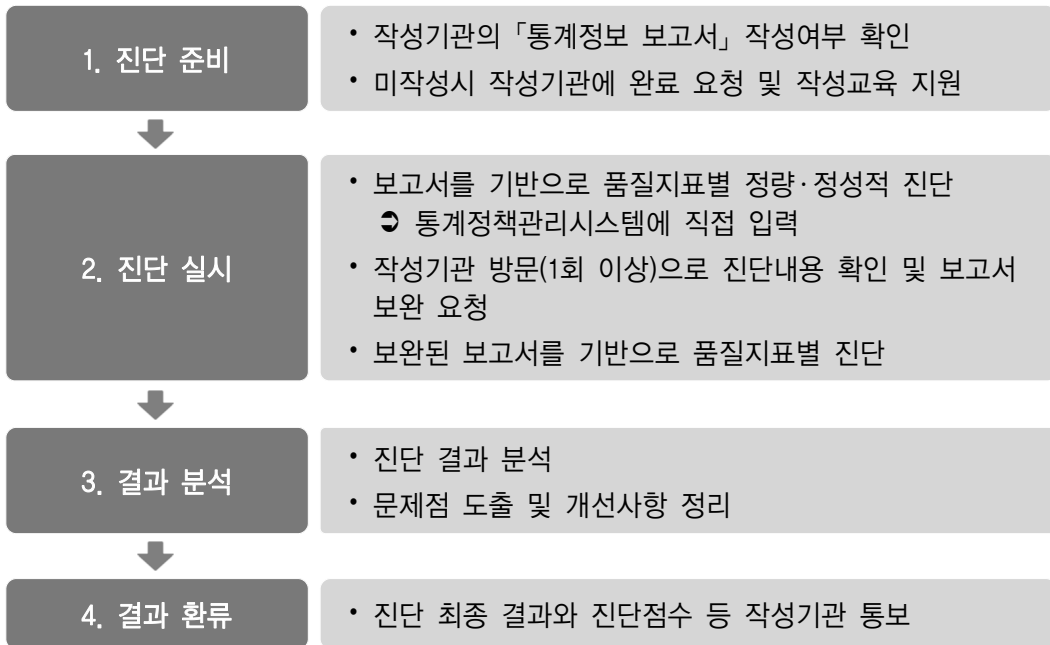 1. 진단 준비
• 작성기관의 「통계정보 보고서」 작성여부 확인
• 미작성시 작성기관에 완료 요청 및 작성교육 지원
2. 진단 실시
• 보고서를 기반으로 품질지표별 정량·정성적 진단
➲ 통계정책관리시스템에 직접 입력
• 작성기관 방문(1회 이상)으로 진단내용 확인 및 보고서
보완 요청
• 보완된 보고서를 기반으로 품질지표별 진단
3. 결과 분석
• 진단 결과 분석
• 문제점 도출 및 개선사항 정리
4. 결과 환류
• 진단 최종 결과와 진단점수 등 작성기관 통보